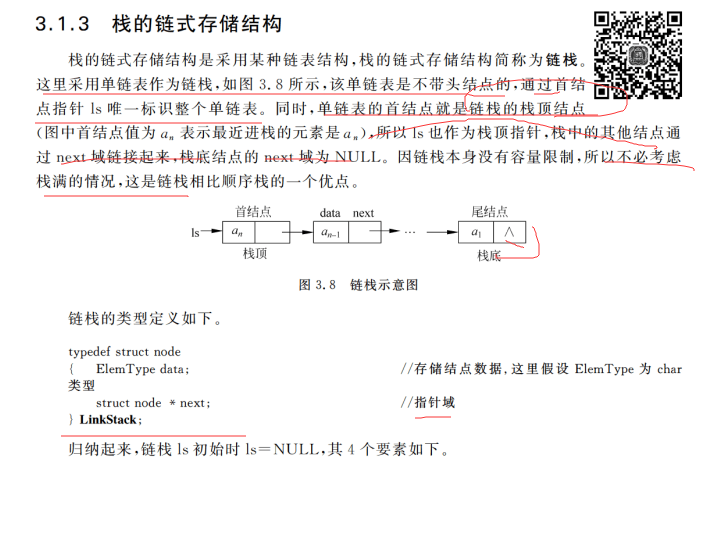 3.1.3 栈的链式存储结构
栈的链式存储结构是采用某种链表结构,栈的链式存储结构简称为链栈。
这里采用单链表作为链栈,如图 3.8 所示,该单链表是不带头结点的,通过首结
点指针 ls 唯一标识整个单链表。同时,单链表的首结点就是链栈的栈顶结点
(图中首结点值为 aₙ 表示最近进栈的元素是 aₙ),所以 ls 也作为栈顶指针,栈中的其他结点通
过 next 域链接起来,栈底结点的 next 域为 NULL。因链栈本身没有容量限制,所以不必考虑
栈满的情况,这是链栈相比顺序栈的一个优点。
首结点 data next 尾结点
ls aₙ aₙ₋₁ … a₁ ∧
栈顶 栈底
图 3.8 链栈示意图
链栈的类型定义如下。
typedef struct node
{ ElemType data; //存储结点数据,这里假设 ElemType 为 char
类型
struct node * next; //指针域
} LinkStack;
归纳起来,链栈 ls 初始时 ls=NULL,其 4 个要素如下。